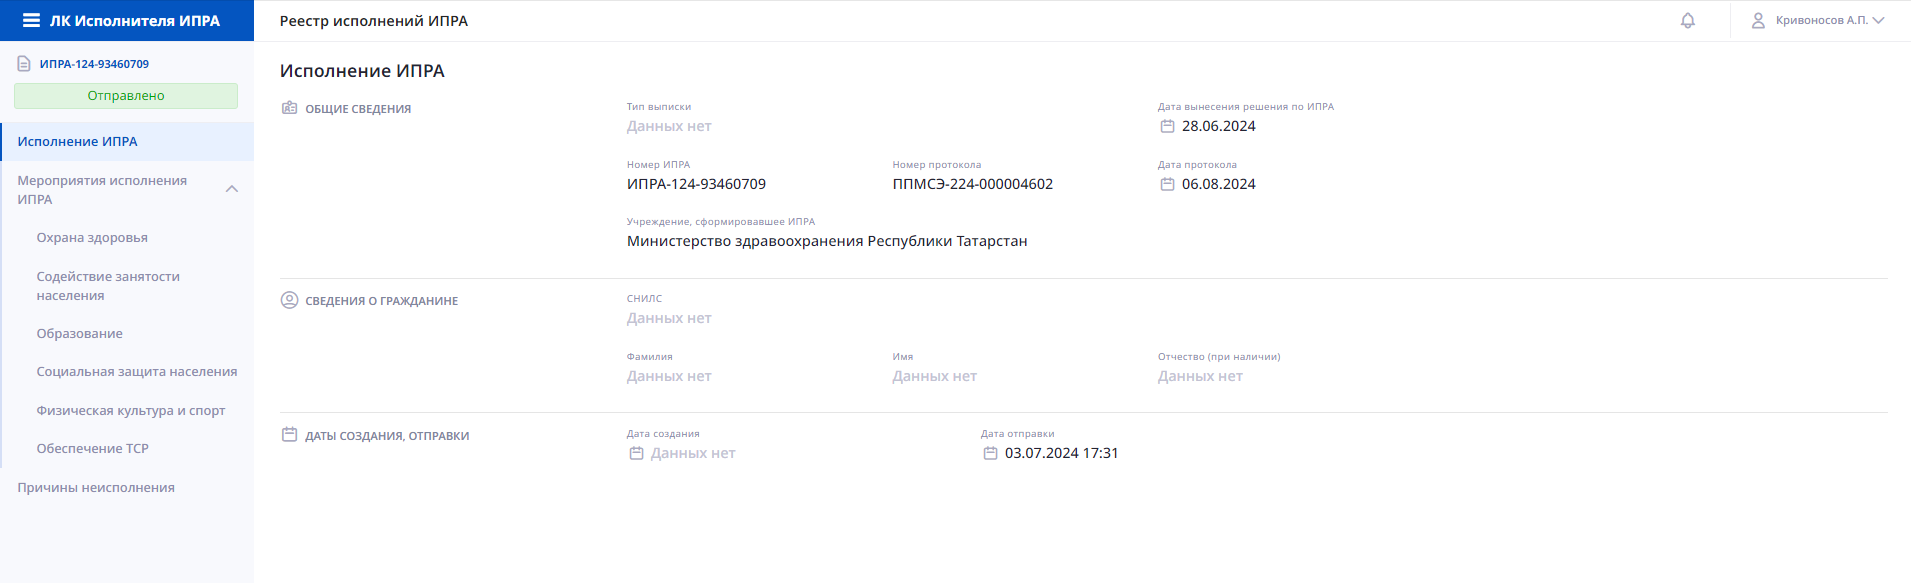 ЛК Исполнителя ИПРА
Реестр исполнений ИПРА
Кривоносов А.П.
ИПРА-124-93460709
Отправлено
Исполнение ИПРА
Мероприятия исполнения
ИПРА
Охрана здоровья
Содействие занятости
населения
Образование
Социальная защита населения
Физическая культура и спорт
Обеспечение ТСР
Причины неисполнения
Исполнение ИПРА
ОБЩИЕ СВЕДЕНИЯ
Тип выписки
Данных нет
Дата вынесения решения по ИПРА
28.06.2024
Номер ИПРА
ИПРА-124-93460709
Номер протокола
ППМСЭ-224-000004602
Дата протокола
06.08.2024
Учреждение, сформировавшее ИПРА
Министерство здравоохранения Республики Татарстан
СВЕДЕНИЯ О ГРАЖДАНИНЕ
СНИЛС
Данных нет
Фамилия
Данных нет
Имя
Данных нет
Отчество (при наличии)
Данных нет
ДАТЫ СОЗДАНИЯ, ОТПРАВКИ
Дата создания
Данных нет
Дата отправки
03.07.2024 17:31